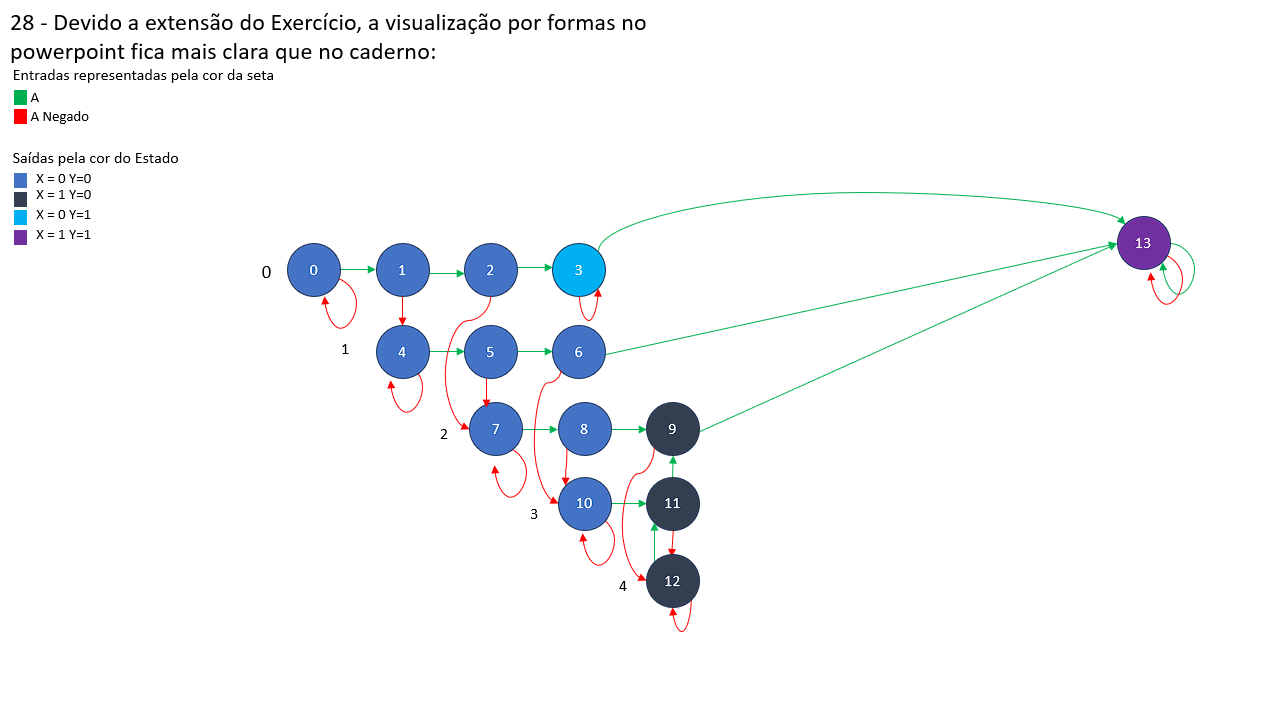 28 - Devido a extensão do Exercício, a visualização por formas no
powerpoint fica mais clara que no caderno:
Entradas representadas pela cor da seta
A
A Negado
Saídas pela cor do Estado
X = 0 Y=0
X = 1 Y=0
X = 0 Y=1
X = 1 Y=1
13
0 0 1 2 3
1 4 5 6
2 7 8 9
3 10 11
4 12